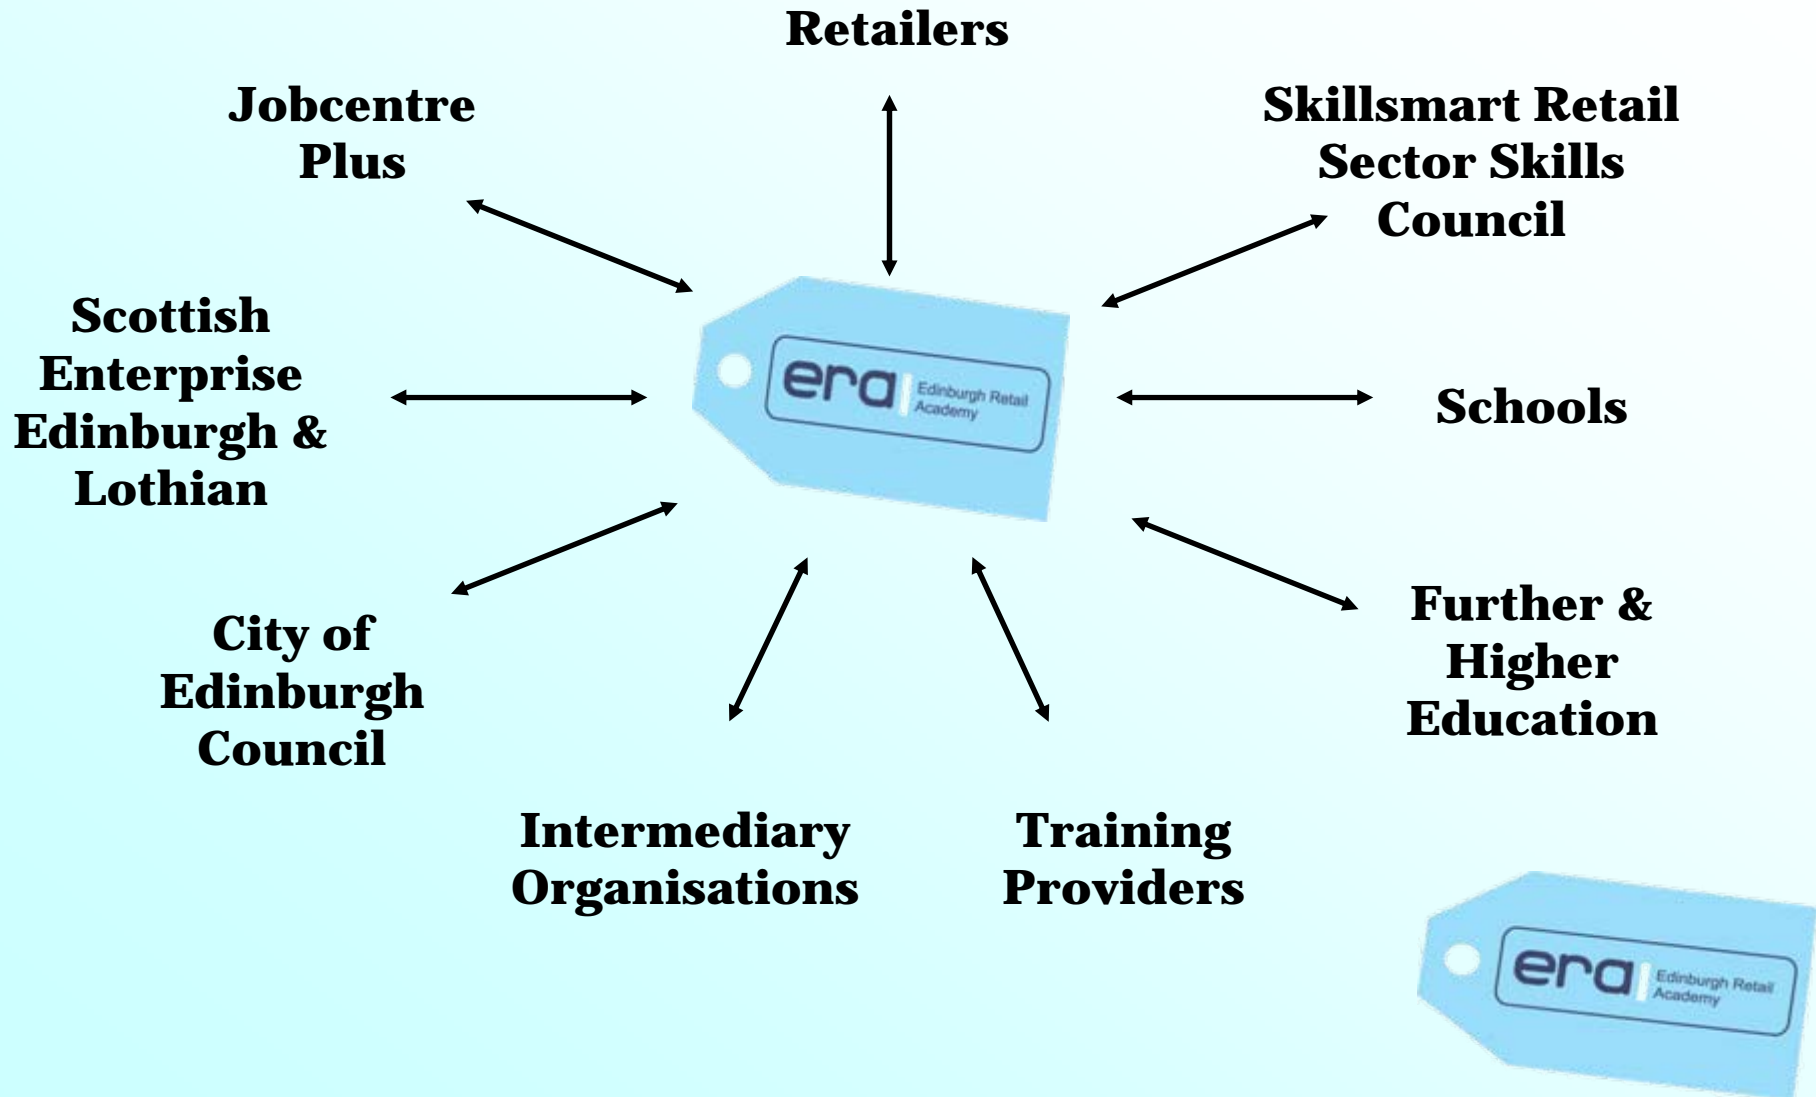 Retailers
Jobcentre
Plus
Skillsmart Retail
Sector Skills
Council
Scottish
Enterprise
Edinburgh &
Lothian
era
Edinburgh Retail
Academy
Schools
City of
Edinburgh
Council
Further &
Higher
Education
Intermediary
Organisations
Training
Providers
era
Edinburgh Retail
Academy